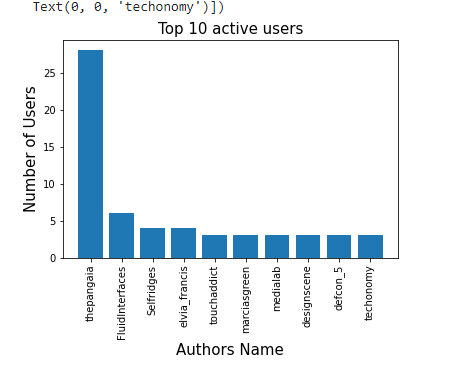 Text(0, 0, 'techonomy')])
Top 10 active users
Number of Users
25
20
15
10
5
0
thepangaia
FluidInterfaces
Selfridges
elvia_francis
touchaddict
marciasgreen
medialab
designscene
defcon_5
techonomy
Authors Name